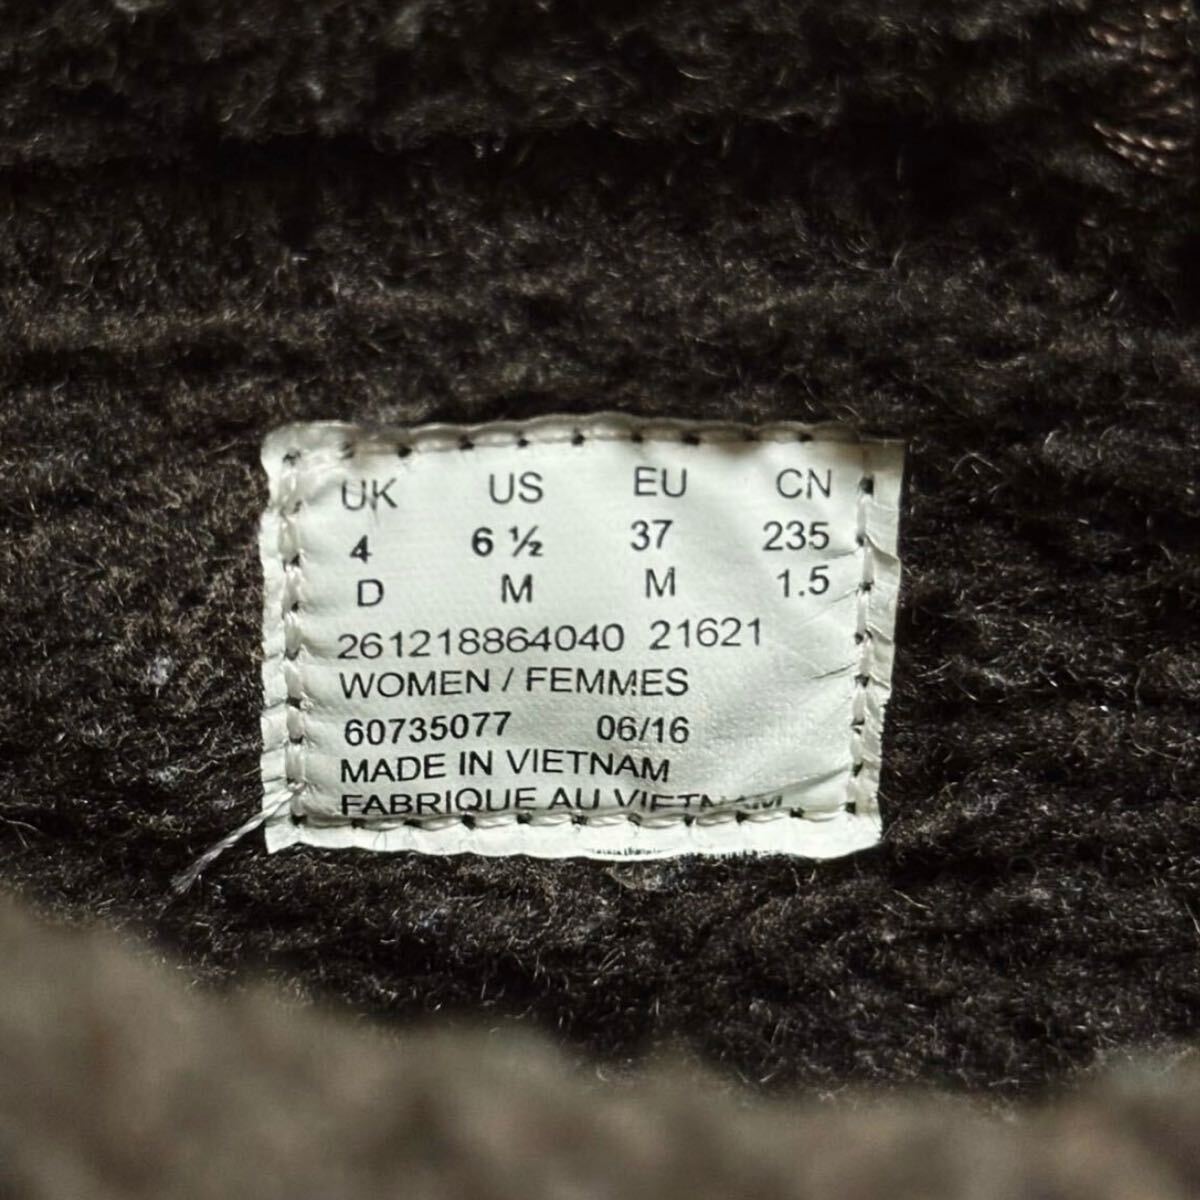 UK US EU CN
4 6 ½ 37 235
D M M 1.5
261218864040 21621
WOMEN / FEMMES
60735077 06/16
MADE IN VIETNAM
FABRIQUE AU VIETNAM